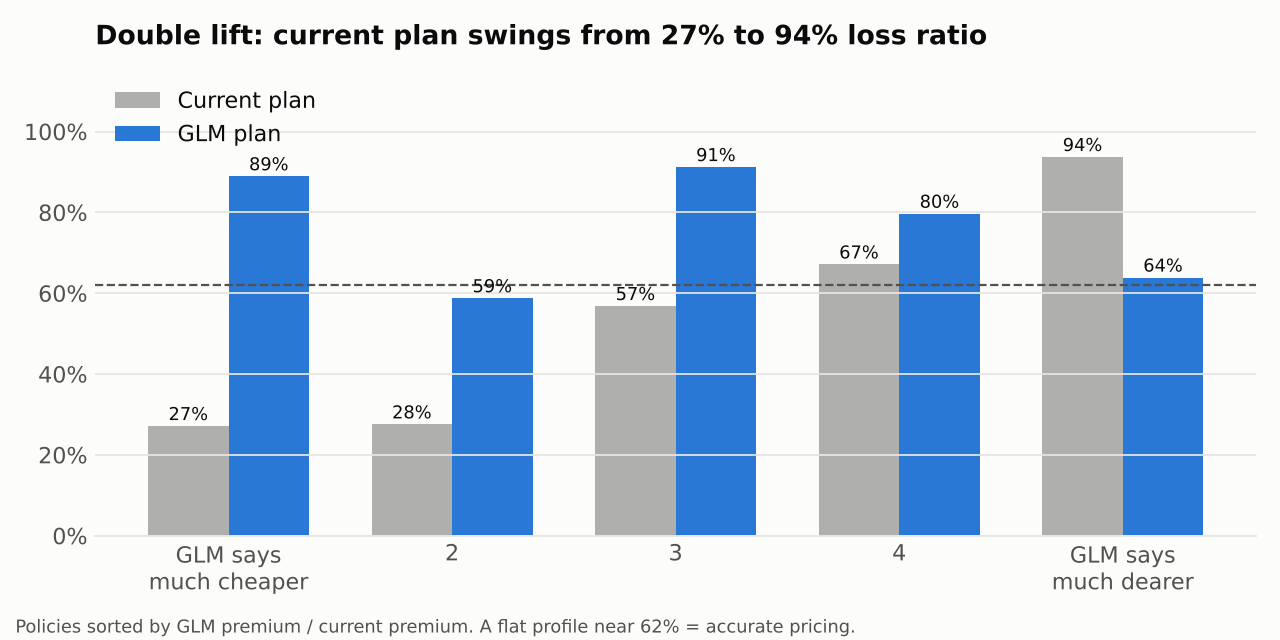 Double lift: current plan swings from 27% to 94% loss ratio
Current plan
GLM plan
100%
80%
60%
40%
20%
0%
27%
89%
28%
59%
57%
91%
67%
80%
94%
64%
GLM says
much cheaper
2
3
4
GLM says
much dearer
Policies sorted by GLM premium / current premium. A flat profile near 62% = accurate pricing.